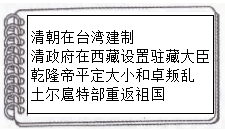 清朝在台湾建制
清政府在西藏设置驻藏大臣
乾隆帝平定大小和卓叛乱
土尔扈特部重返祖国